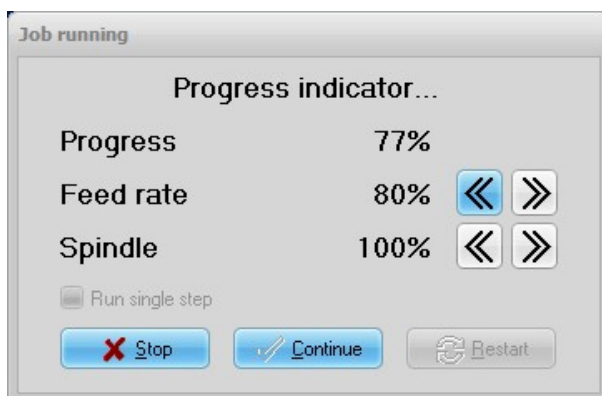 Job running
Progress indicator...
Progress 77%
Feed rate 80%
Spindle 100%
Run single step
Stop Continue Restart